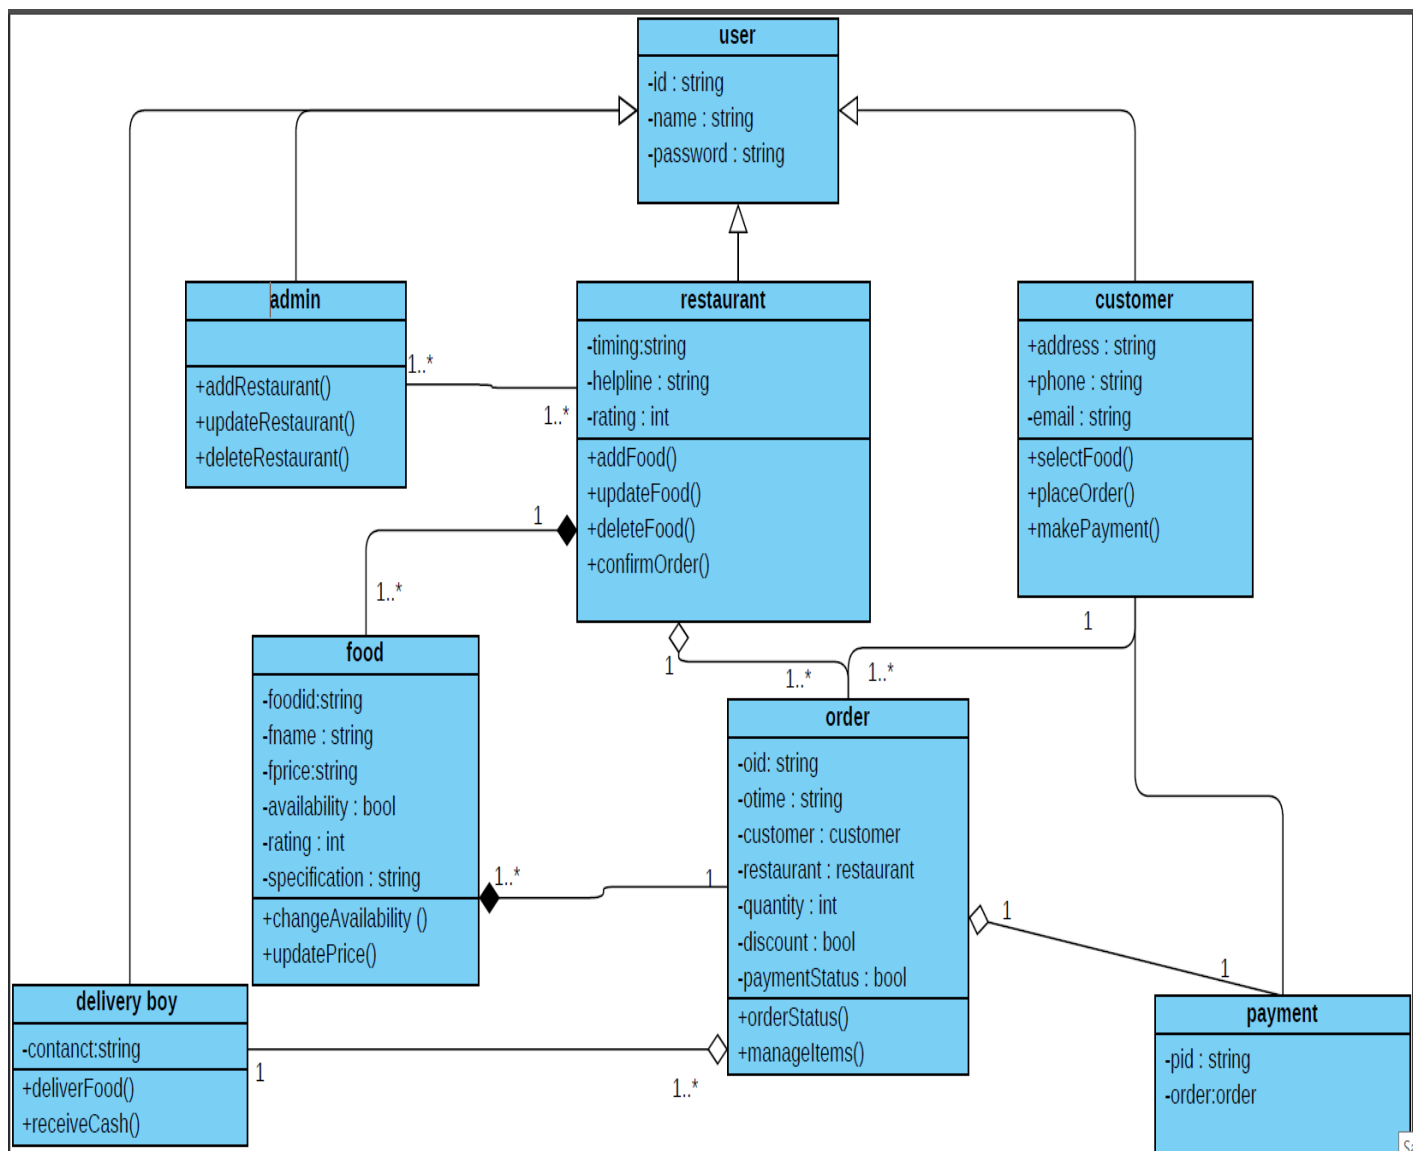 user
-id : string
-name : string
-password : string
admin
+addRestaurant()
+updateRestaurant()
+deleteRestaurant()
1..*
1..*
restaurant
-timing:string
-helpline : string
-rating : int
+addFood()
+updateFood()
+deleteFood()
+confirmOrder()
customer
+address : string
+phone : string
-email : string
+selectFood()
+placeOrder()
+makePayment()
1
1..*
1
1..*
1
1..*
food
-foodid:string
-fname : string
-fprice:string
-availability : bool
-rating : int
-specification : string
+changeAvailability ()
+updatePrice()
1..*
1
order
-oid: string
-otime : string
-customer : customer
-restaurant : restaurant
-quantity : int
-discount : bool
-paymentStatus : bool
+orderStatus()
+manageItems()
1
1
delivery boy
-contanct:string
+deliverFood()
+receiveCash()
1
1..*
payment
-pid : string
-order:order